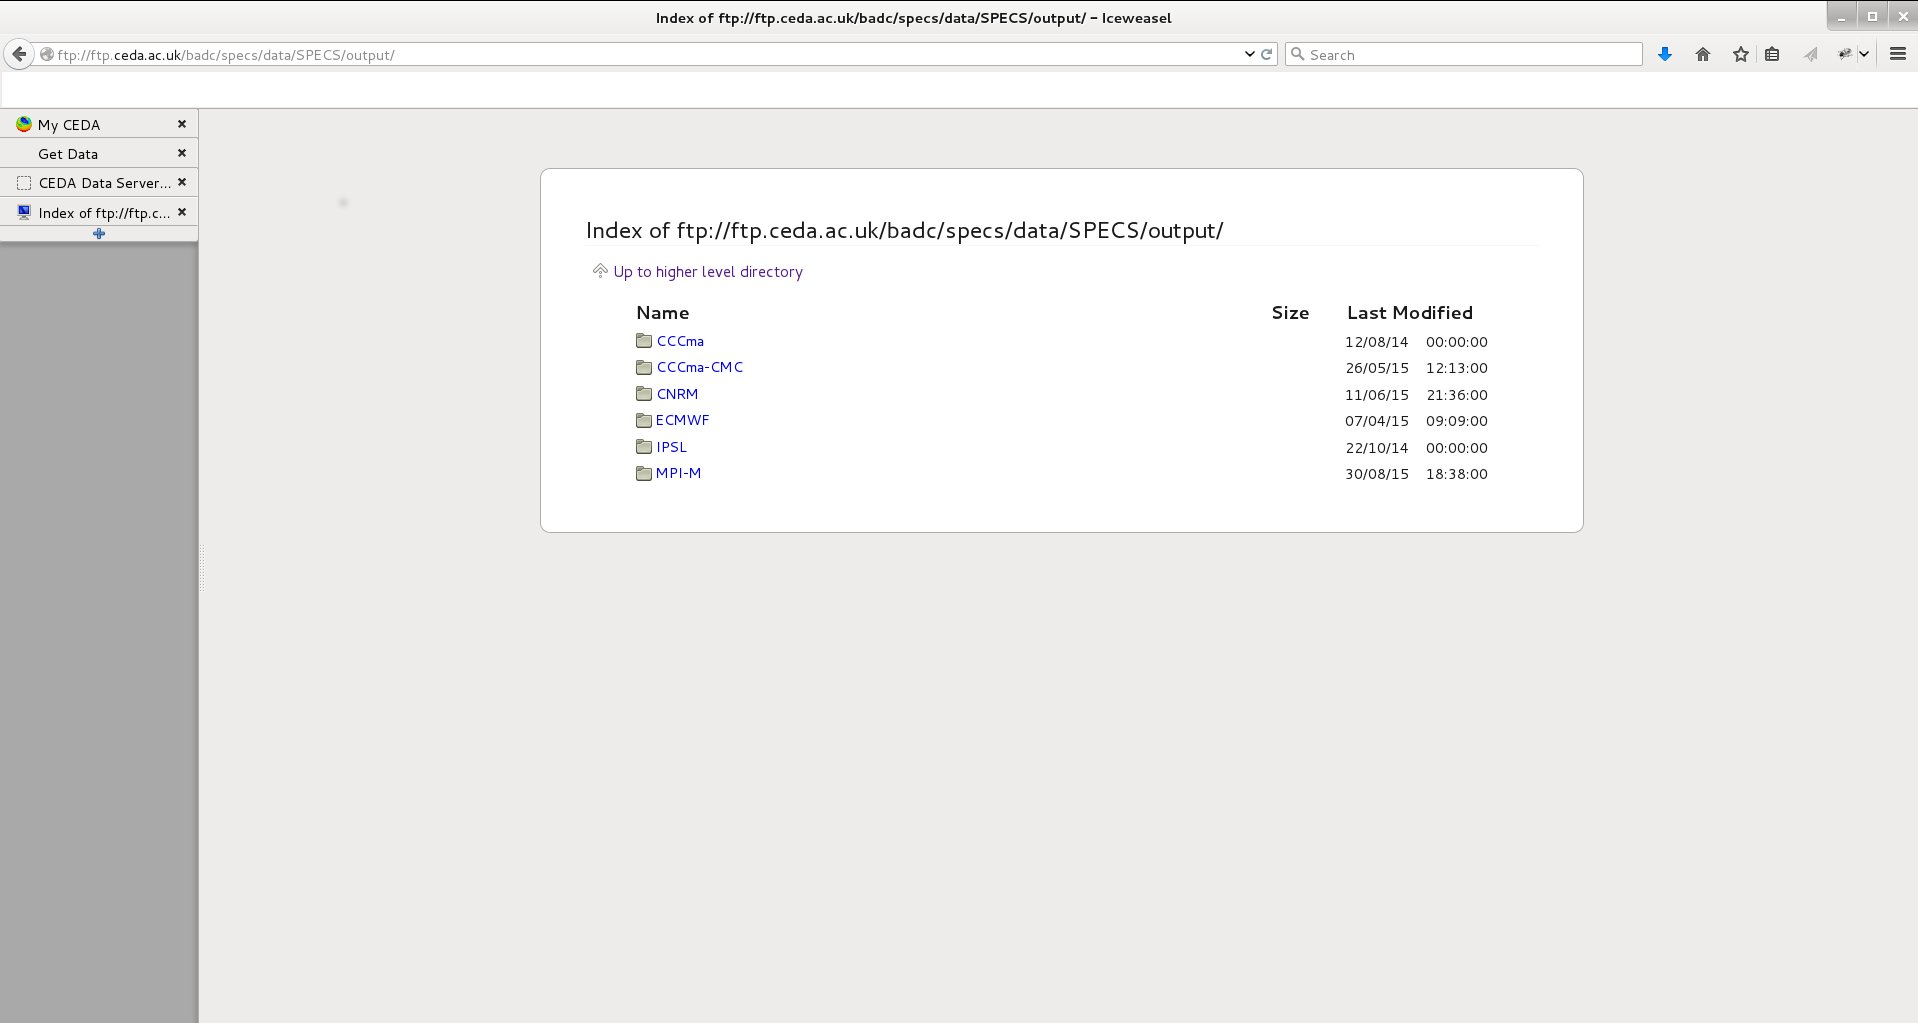 Index of ftp://ftp.ceda.ac.uk/badc/specs/data/SPECS/output/ - Iceweasel
ftp://ftp.ceda.ac.uk/badc/specs/data/SPECS/output/
Search
My CEDA
Get Data
CEDA Data Server...
Index of ftp://ftp.c...
Index of ftp://ftp.ceda.ac.uk/badc/specs/data/SPECS/output/
Up to higher level directory
Name Size Last Modified
CCCma 12/08/14 00:00:00
CCCma-CMC 26/05/15 12:13:00
CNRM 11/06/15 21:36:00
ECMWF 07/04/15 09:09:00
IPSL 22/10/14 00:00:00
MPI-M 30/08/15 18:38:00